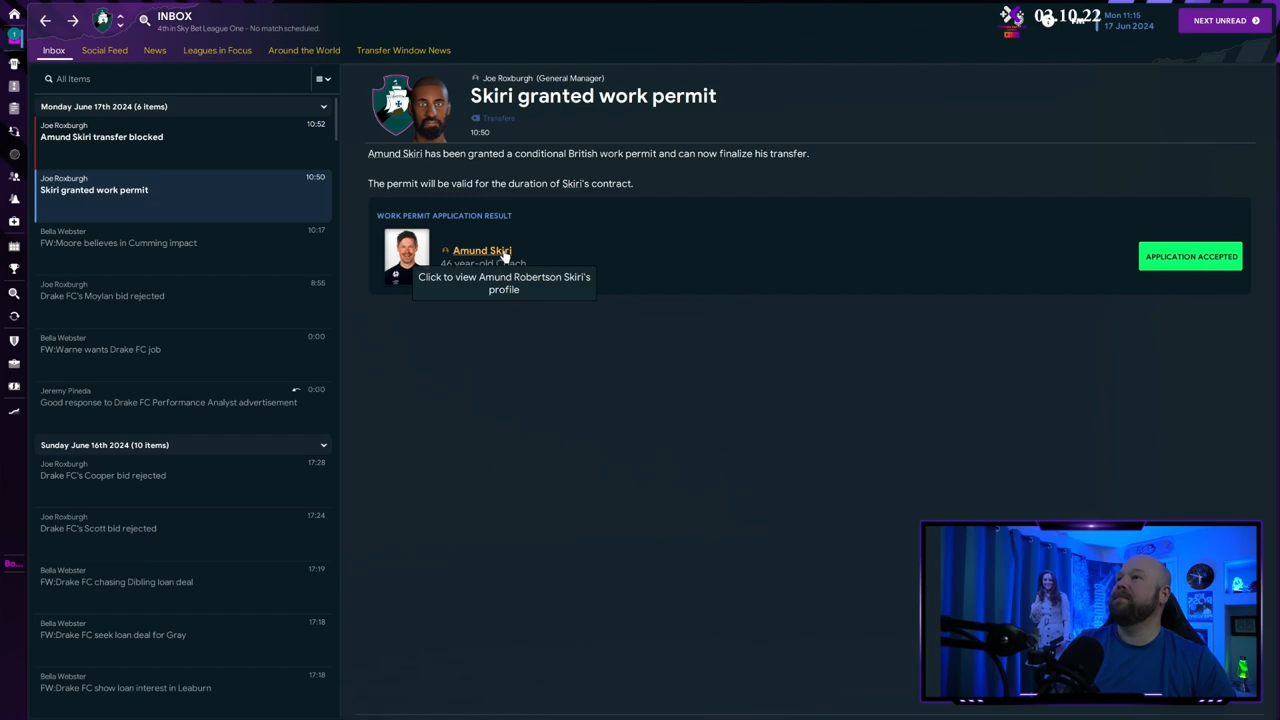 INBOX
4th in Sky Bet League One - No match scheduled.
03.10.22
Mon 11:15
17 Jun 2024
NEXT UNREAD
Inbox
Social Feed
News
Leagues in Focus
Around the World
Transfer Window News
All Items
Monday June 17th 2024 (6 items)
Joe Roxburgh
10:52
Amund Skiri transfer blocked
Joe Roxburgh
10:50
Skiri granted work permit
Bella Webster
10:17
FW:Moore believes in Cumming impact
Joe Roxburgh
8:55
Drake FC's Moylan bid rejected
Bella Webster
0:00
FW:Warne wants Drake FC job
Jeremy Pineda
0:00
Good response to Drake FC Performance Analyst advertisement
Sunday June 16th 2024 (10 items)
Joe Roxburgh
17:28
Drake FC's Cooper bid rejected
Joe Roxburgh
17:24
Drake FC's Scott bid rejected
Bella Webster
17:19
FW:Drake FC chasing Dibling loan deal
Bella Webster
17:18
FW:Drake FC seek loan deal for Gray
Bella Webster
17:18
FW:Drake FC show loan interest in Leaburn
Bo...
Joe Roxburgh (General Manager)
Skiri granted work permit
Transfers
10:50
Amund Skiri has been granted a conditional British work permit and can now finalize his transfer.
The permit will be valid for the duration of Skiri's contract.
WORK PERMIT APPLICATION RESULT
Amund Skiri
46 year-old Coach
APPLICATION ACCEPTED
Click to view Amund Robertson Skiri's
profile